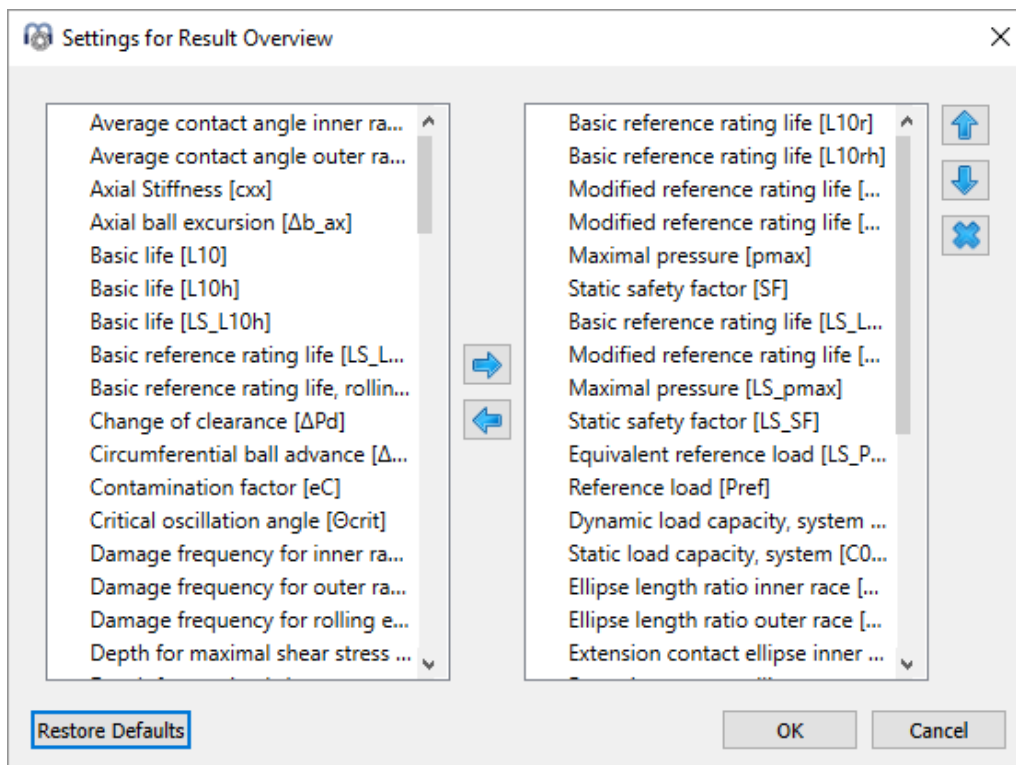 Settings for Result Overview
Average contact angle inner ra...
Average contact angle outer ra...
Axial Stiffness [cxx]
Axial ball excursion [Δb_ax]
Basic life [L10]
Basic life [L10h]
Basic life [LS_L10h]
Basic reference rating life [LS_L...
Basic reference rating life, rollin...
Change of clearance [ΔPd]
Circumferential ball advance [Δ...
Contamination factor [eC]
Critical oscillation angle [Θcrit]
Damage frequency for inner ra...
Damage frequency for outer ra...
Damage frequency for rolling e...
Depth for maximal shear stress ...
Basic reference rating life [L10r]
Basic reference rating life [L10rh]
Modified reference rating life [...
Modified reference rating life [...
Maximal pressure [pmax]
Static safety factor [SF]
Basic reference rating life [LS_L...
Modified reference rating life [...
Maximal pressure [LS_pmax]
Static safety factor [LS_SF]
Equivalent reference load [LS_P...
Reference load [Pref]
Dynamic load capacity, system ...
Static load capacity, system [C0...
Ellipse length ratio inner race [...
Ellipse length ratio outer race [...
Extension contact ellipse inner ...
Restore Defaults
OK
Cancel